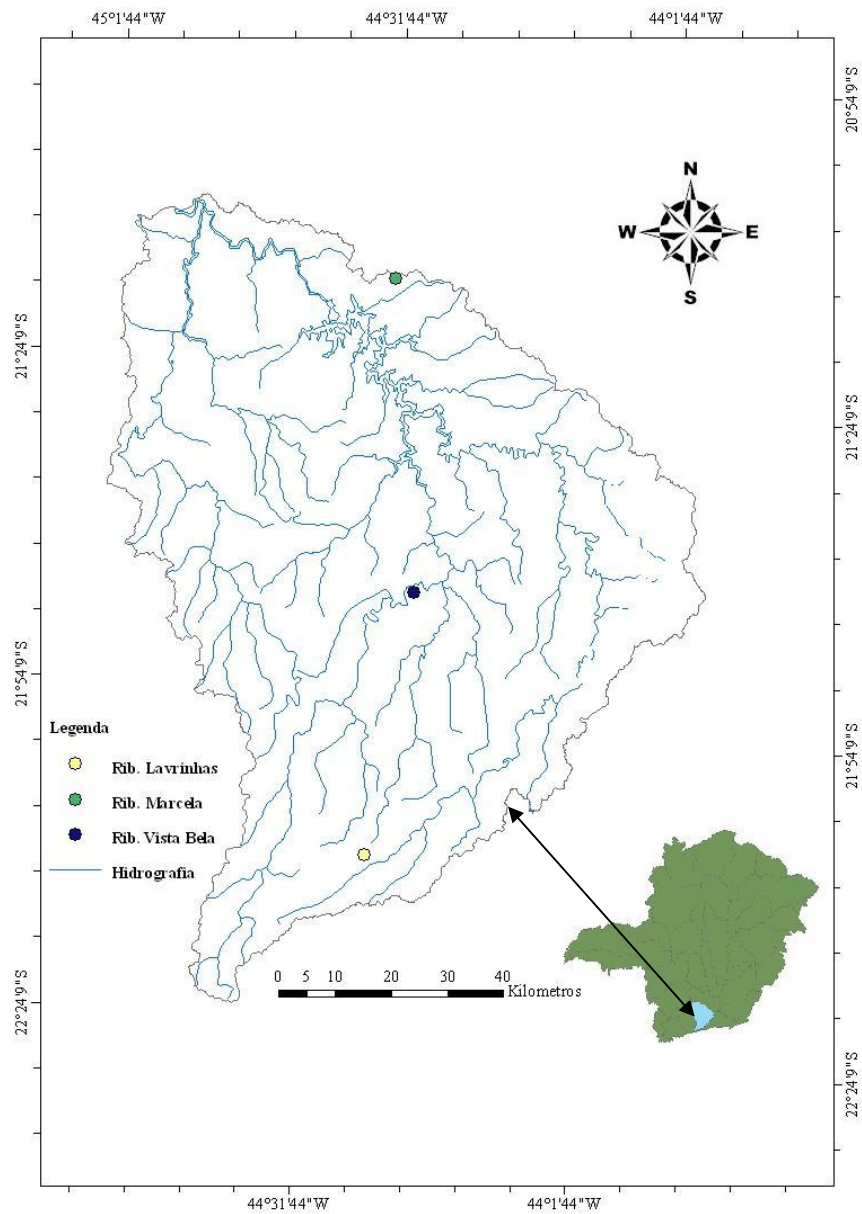 45°1'44"W 44°31'44"W 44°1'44"W
20°54'9"S
N
W E
S
21°24'9"S
21°24'9"S
21°54'9"S
21°54'9"S
Legenda
Rib. Lavrinhas
Rib. Marcela
Rib. Vista Bela
Hidrografia
0 5 10 20 30 40
Kilometros
22°24'9"S
22°24'9"S
44°31'44"W 44°1'44"W